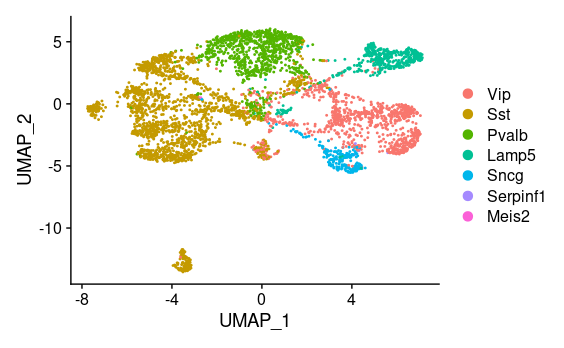 5
0
-5
-10
UMAP_2
-8
-4
0
4
UMAP_1
Vip
Sst
Pvalb
Lamp5
Sncg
Serpinf1
Meis2